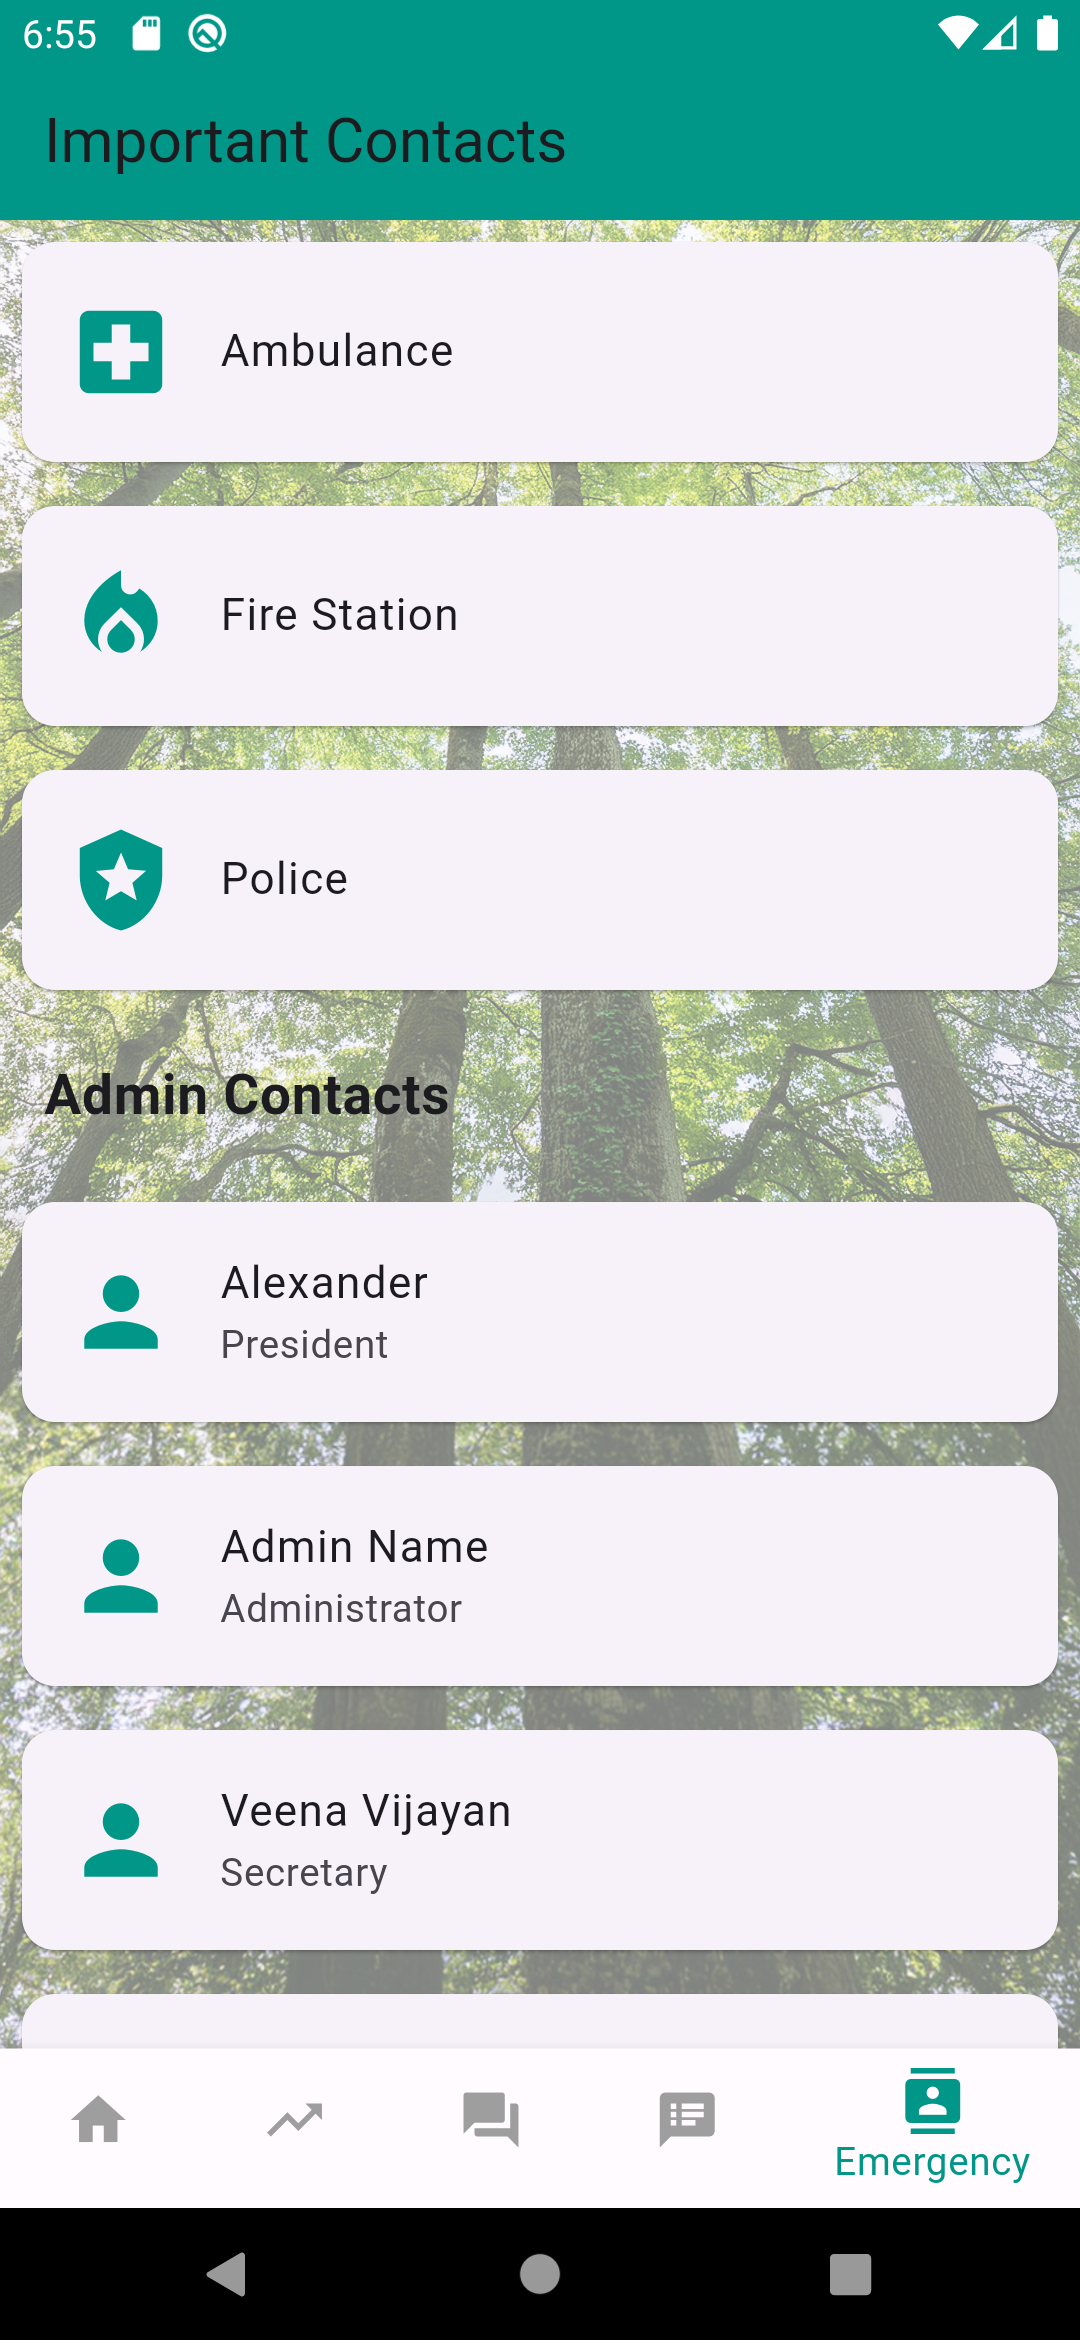 6:55
Important Contacts
Ambulance
Fire Station
Police
Admin Contacts
Alexander
President
Admin Name
Administrator
Veena Vijayan
Secretary
Emergency